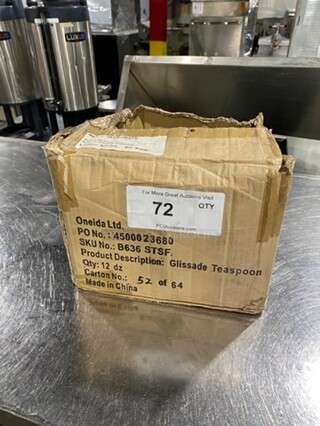 LUXUS
For More Great Auctions Visit
72 QTY
PCIAuctions.com
Oneida Ltd.
PO No.: 4500023680
SKU No.: B636 STSF,
Product Description: Glissade Teaspoon
Qty: 12 dz
Carton No.: 52 of 64
Made in China